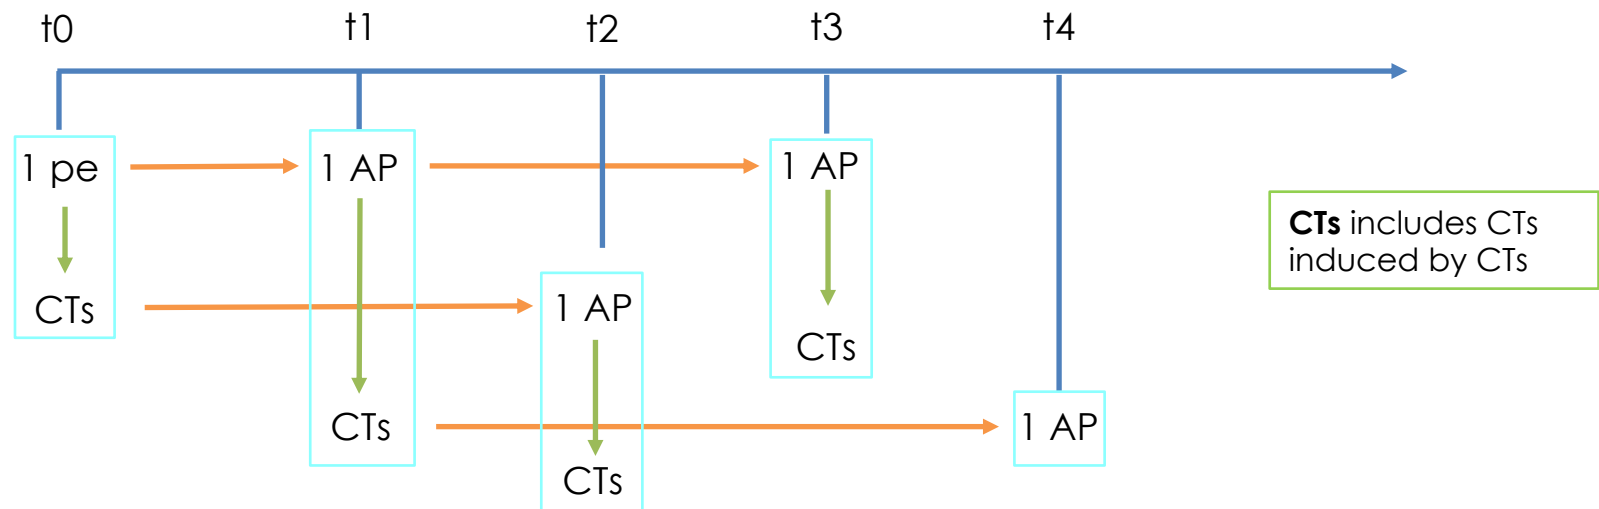 t0
t1
t2
t3
t4
1 pe
1 AP
1 AP
CTs
1 AP
CTs includes CTs
induced by CTs
CTs
CTs
1 AP
CTs